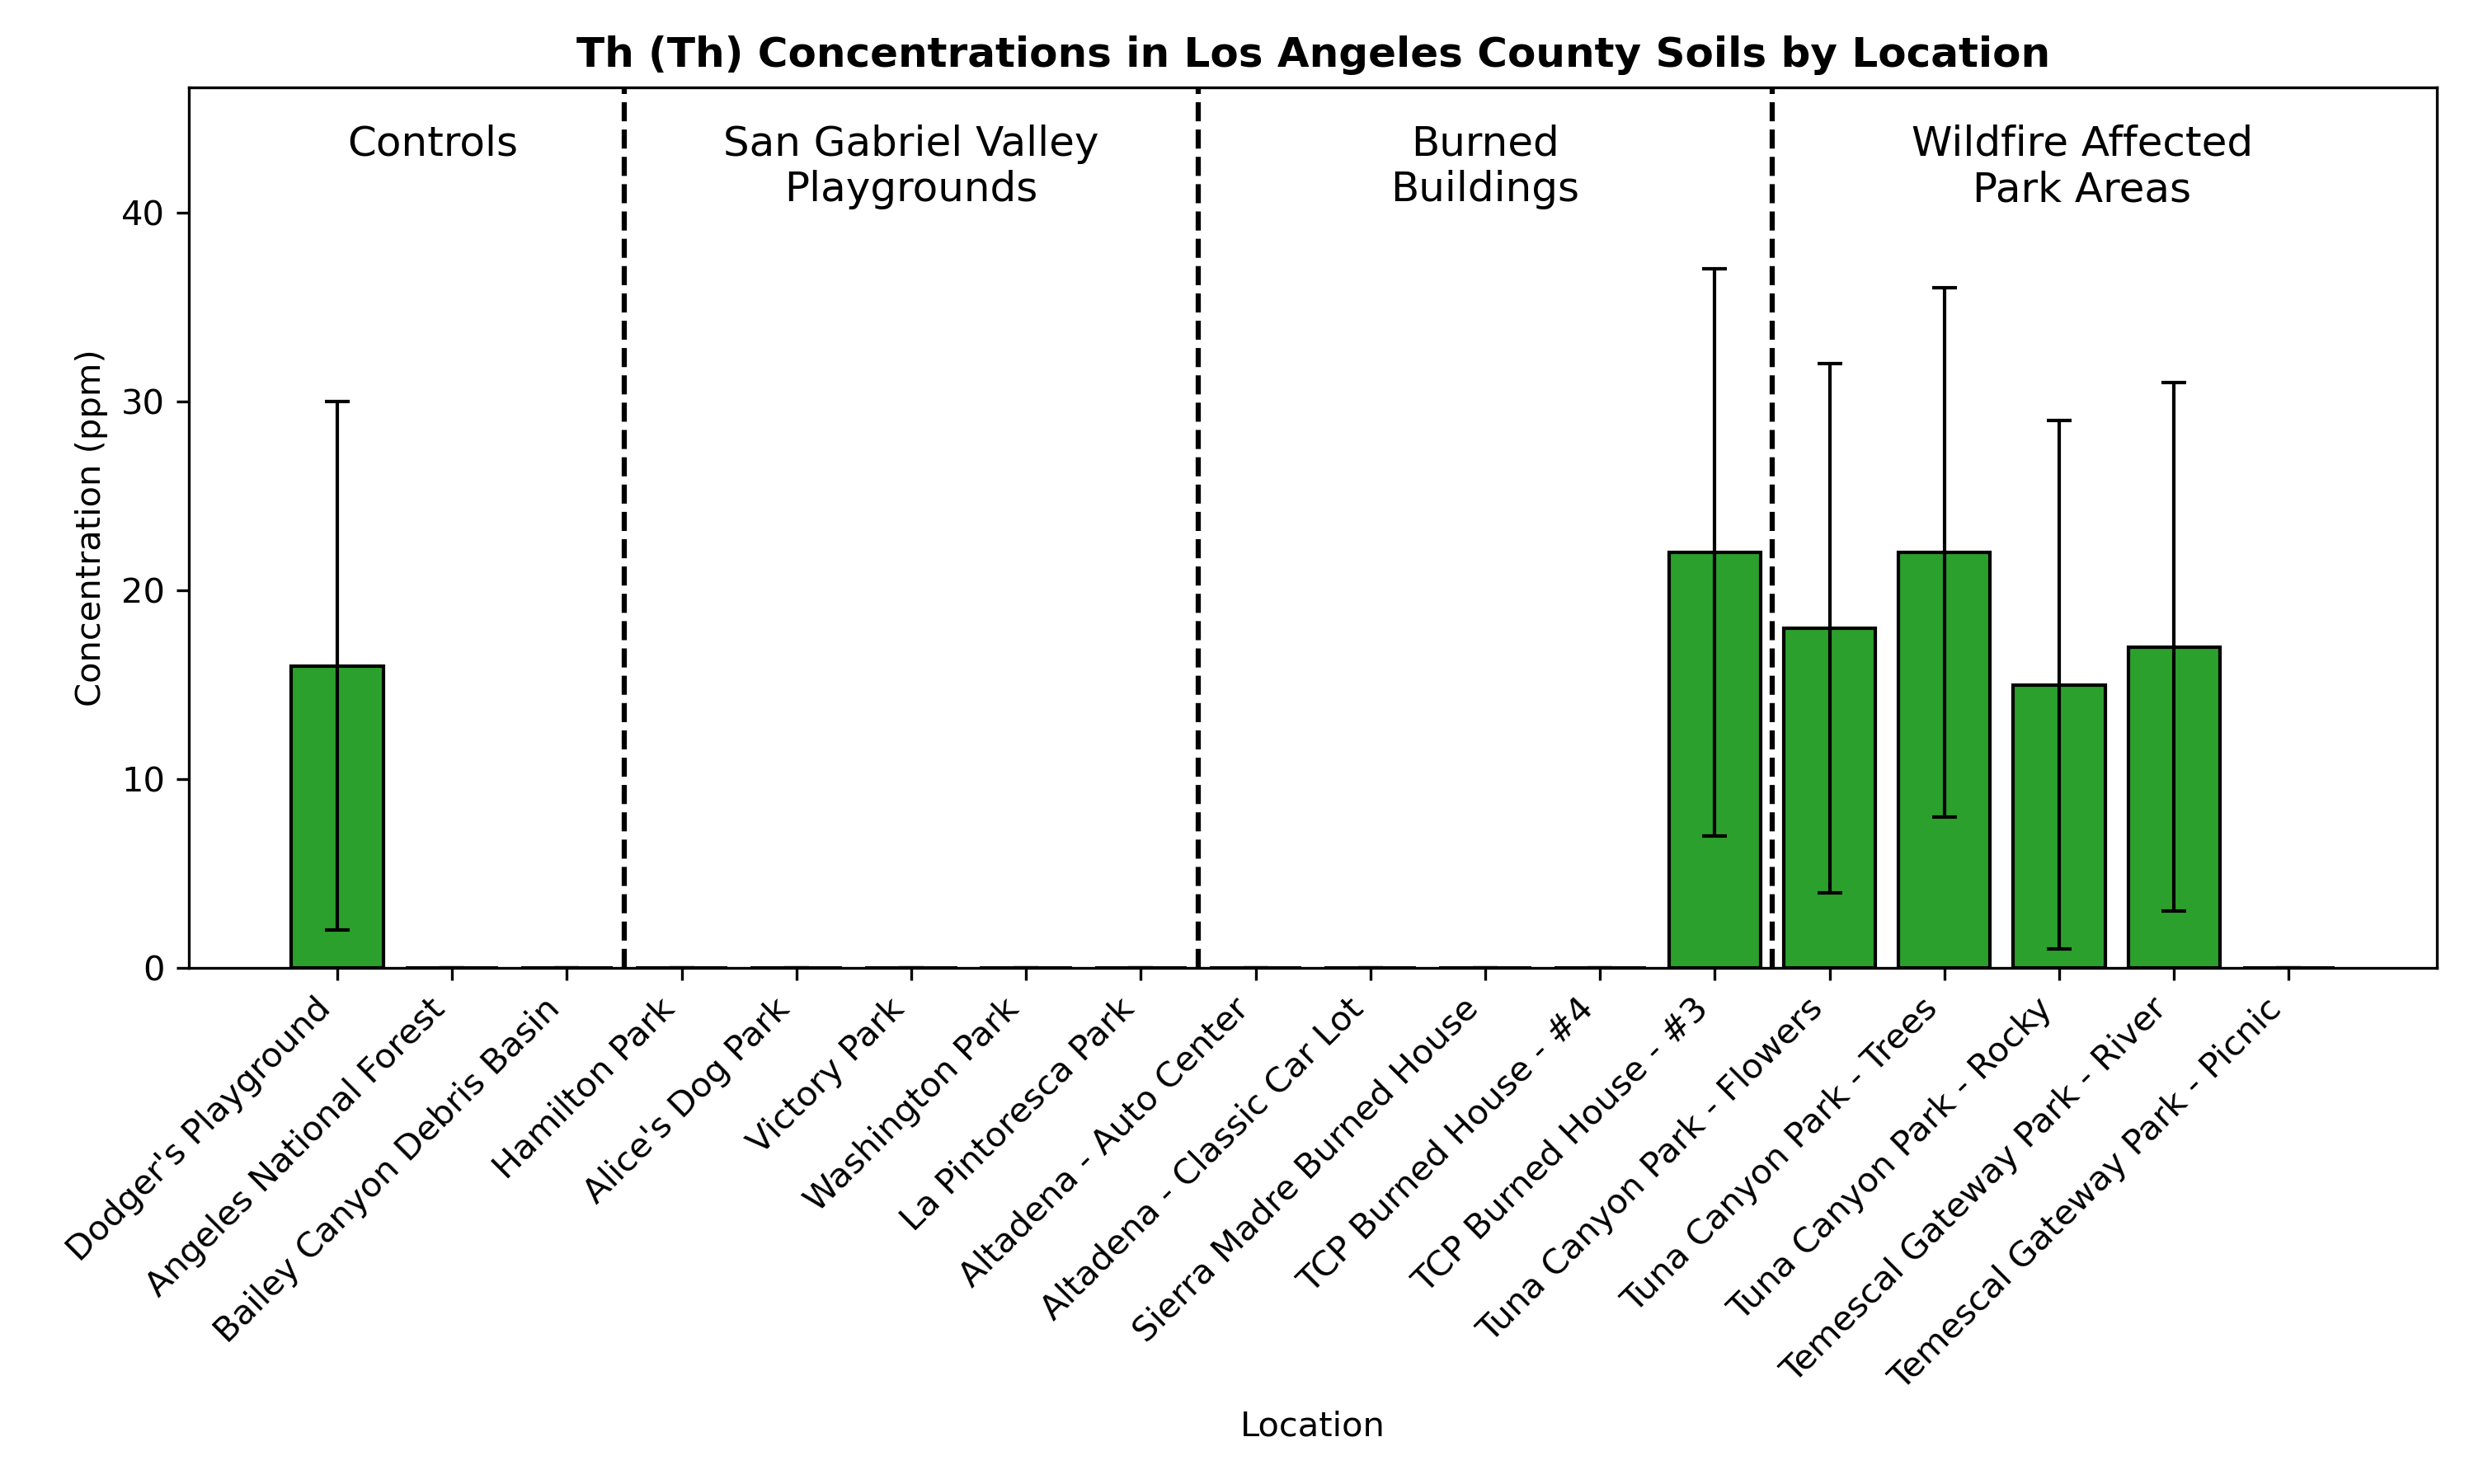 Th (Th) Concentrations in Los Angeles County Soils by Location
Controls
San Gabriel Valley
Playgrounds
Burned
Buildings
Wildfire Affected
Park Areas
Concentration (ppm)
40
30
20
10
0
Dodger's Playground
Angeles National Forest
Bailey Canyon Debris Basin
Hamilton Park
Alice's Dog Park
Victory Park
Washington Park
La Pintoresca Park
Altadena - Auto Center
Altadena - Classic Car Lot
Sierra Madre Burned House
TCP Burned House - #4
TCP Burned House - #3
Tuna Canyon Park - Flowers
Tuna Canyon Park - Trees
Tuna Canyon Park - Rocky
Temescal Gateway Park - River
Temescal Gateway Park - Picnic
Location